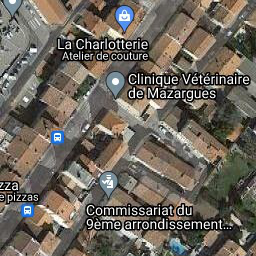 La Charlotterie
Atelier de couture
Clinique Vétérinaire
de Mazargues
zza
e pizzas
Commissariat du
9ème arrondissement...